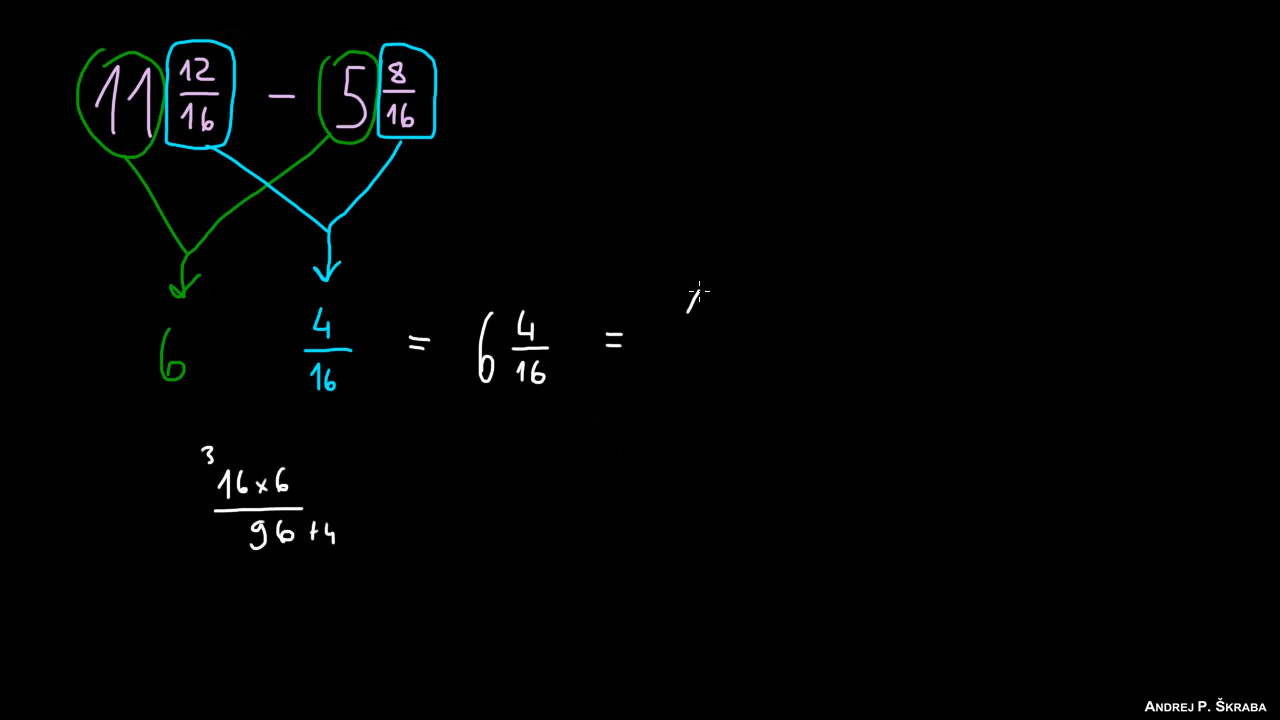 11 12/16 - 5 8/16
6 4/16 = 6 4/16 =
3
16 × 6
96 + 4
ANDREJ P. ŠKRABA